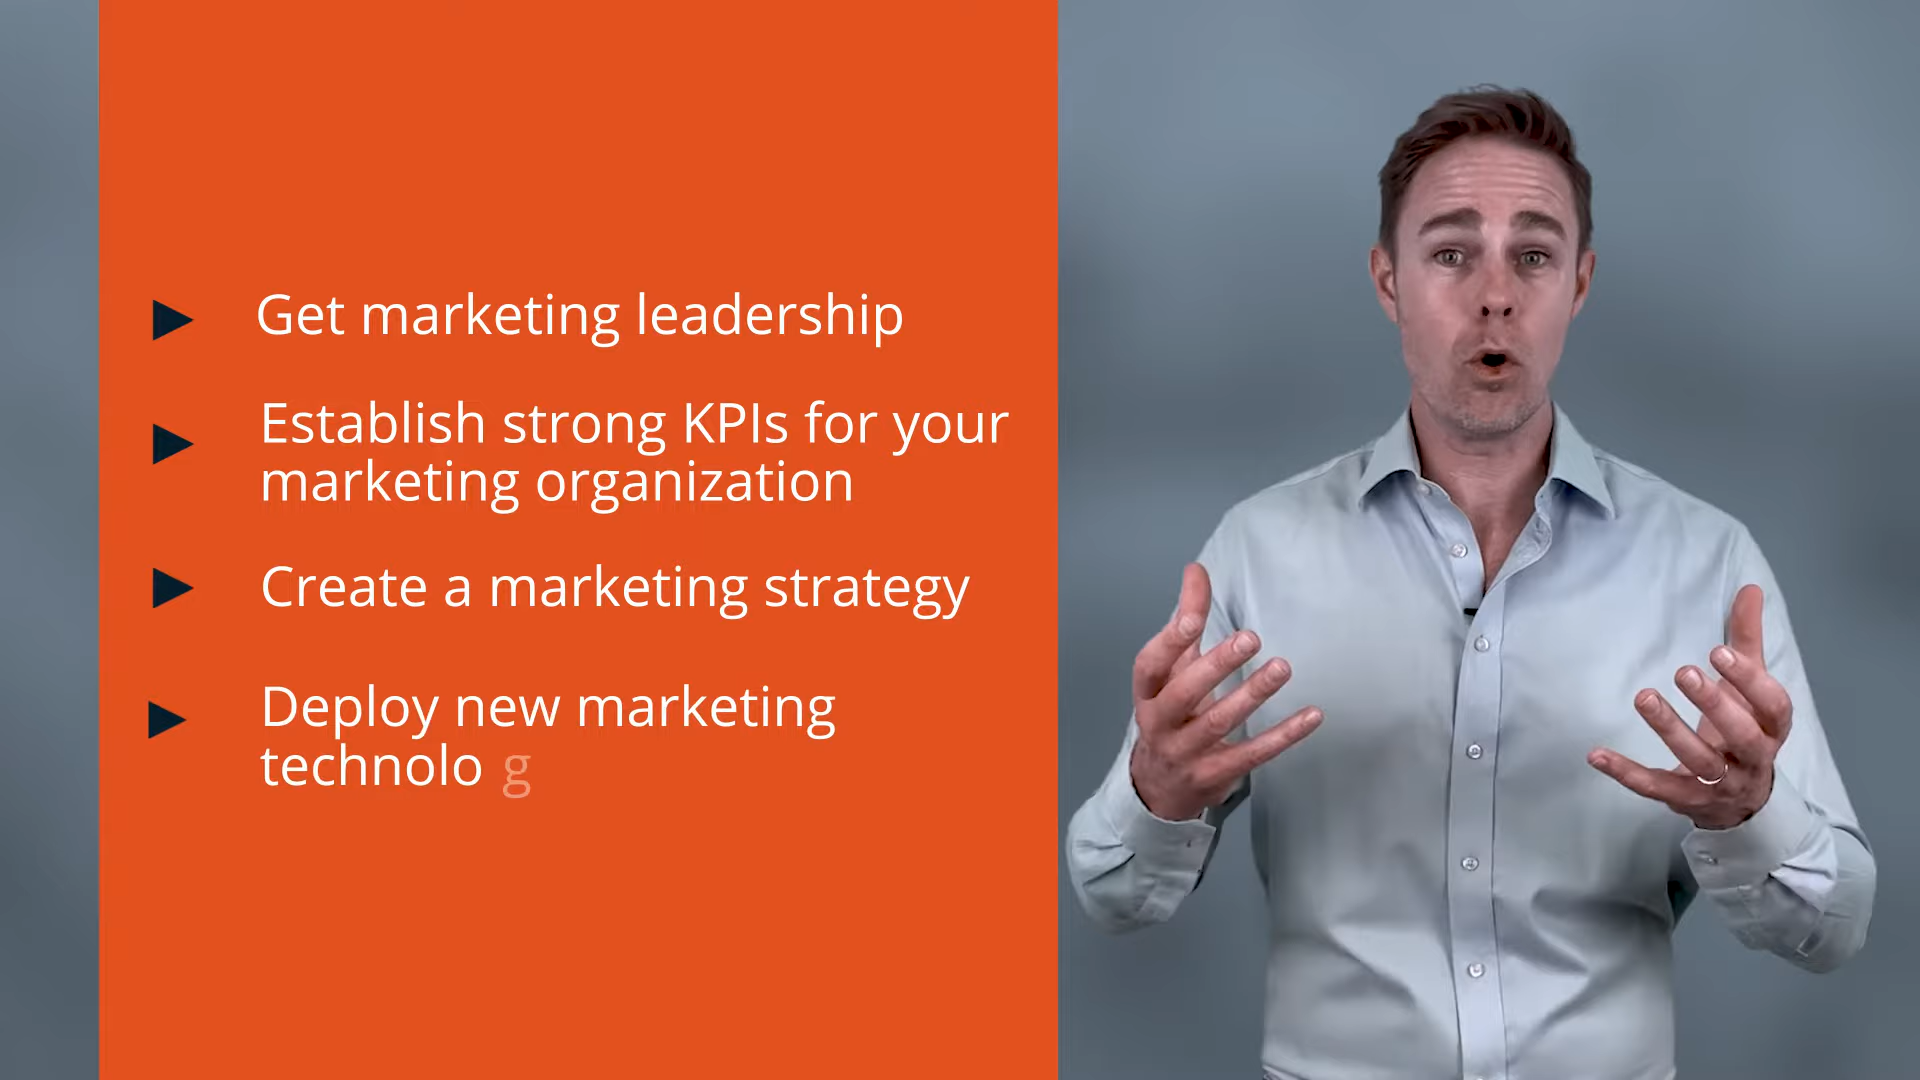 Get marketing leadership
Establish strong KPIs for your
marketing organization
Create a marketing strategy
Deploy new marketing
technolo g